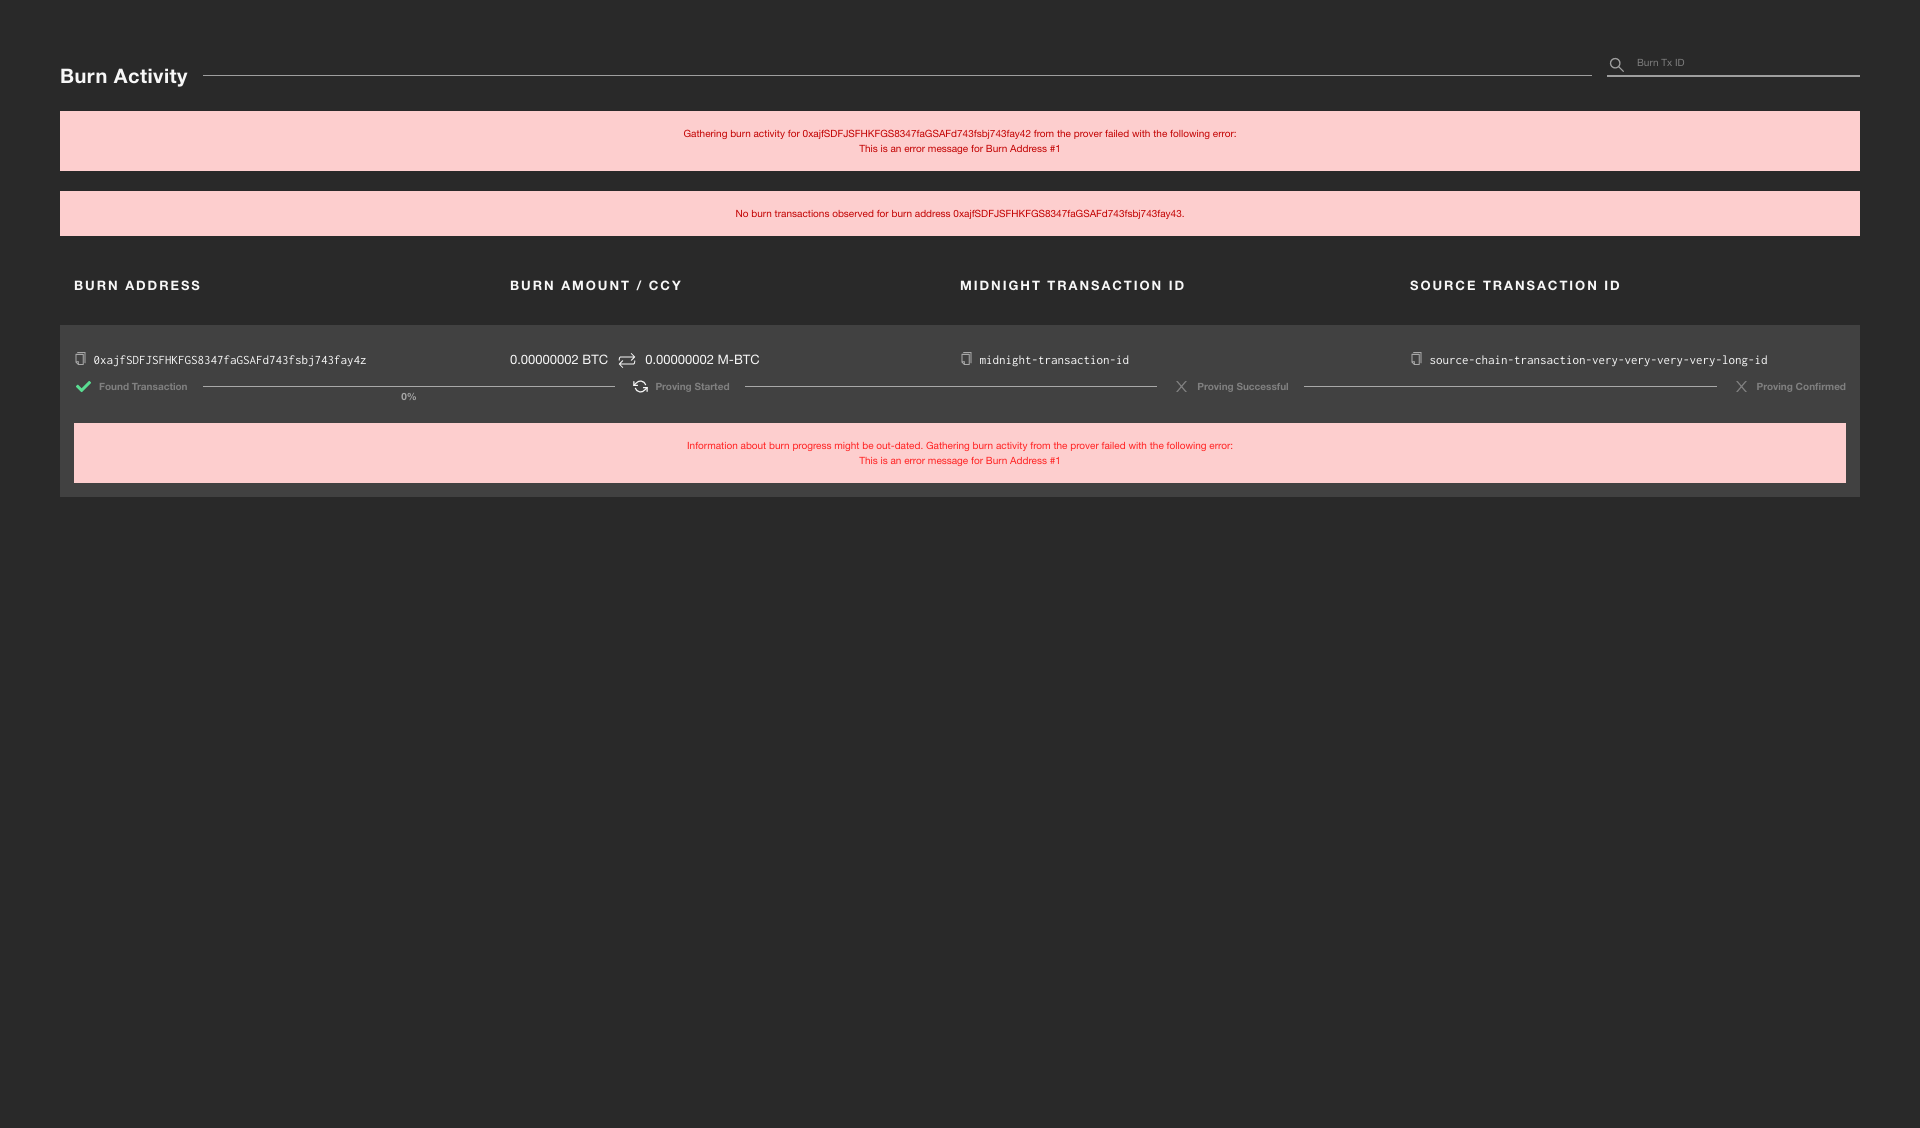 Burn Activity
Burn Tx ID
Gathering burn activity for 0xajfSDFJSFHKFGS8347faGSAFd743fsbj743fay42 from the prover failed with the following error:
This is an error message for Burn Address #1
No burn transactions observed for burn address 0xajfSDFJSFHKFGS8347faGSAFd743fsbj743fay43.
BURN ADDRESS BURN AMOUNT / CCY MIDNIGHT TRANSACTION ID SOURCE TRANSACTION ID
0xajfSDFJSFHKFGS8347faGSAFd743fsbj743fay4z 0.00000002 BTC 0.00000002 M-BTC midnight-transaction-id source-chain-transaction-very-very-very-very-long-id
Found Transaction Proving Started Proving Successful Proving Confirmed
0%
Information about burn progress might be out-dated. Gathering burn activity from the prover failed with the following error:
This is an error message for Burn Address #1